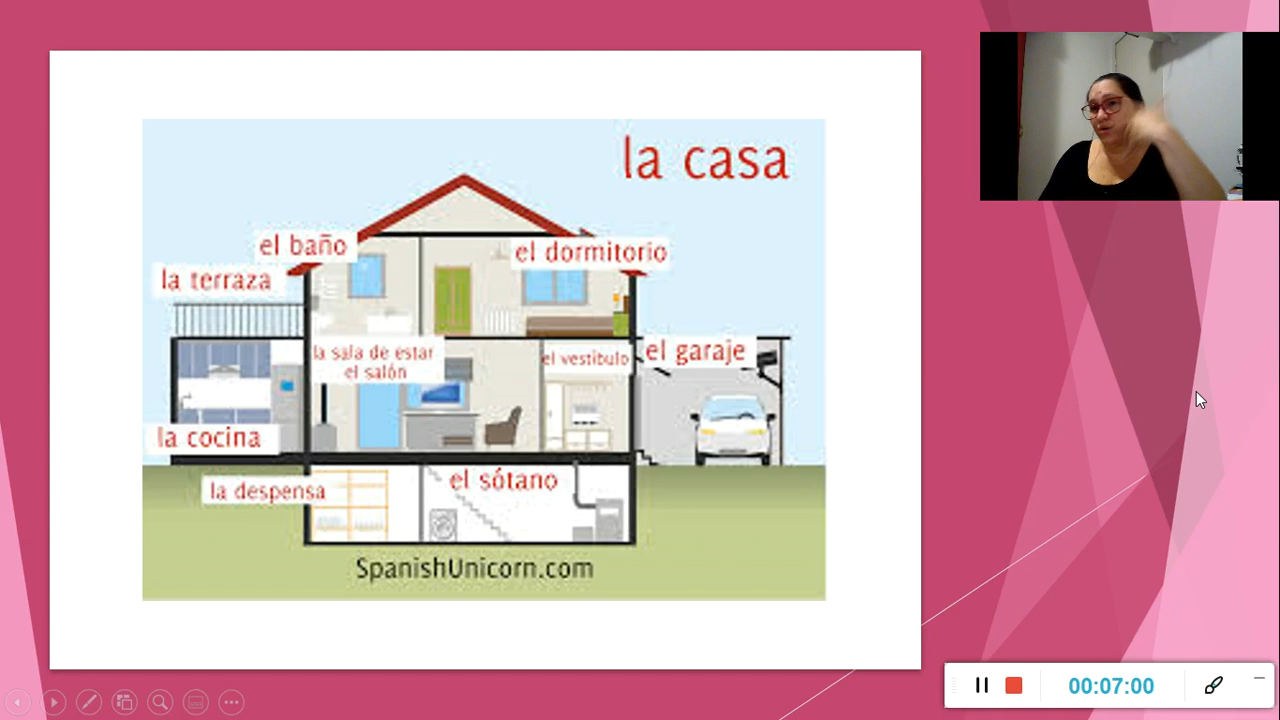 la casa
el baño
el dormitorio
la terraza
la sala de estar
el salón
el vestíbulo
el garaje
la cocina
la despensa
el sótano
SpanishUnicorn.com
00:07:00